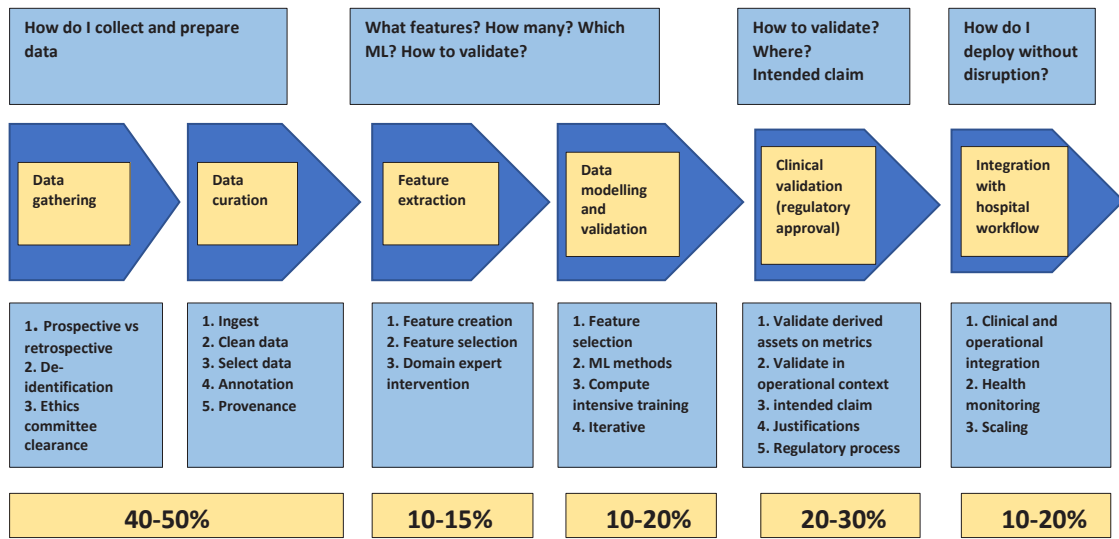 How do I collect and prepare
data
What features? How many? Which
ML? How to validate?
How to validate?
Where?
Intended claim
How do I
deploy without
disruption?
Data
gathering
Data
curation
Feature
extraction
Data
modelling
and
validation
Clinical
validation
(regulatory
approval)
Integration
with
hospital
workflow
1. Prospective vs
retrospective
2. De-
identification
3. Ethics
committee
clearance
1. Ingest
2. Clean data
3. Select data
4. Annotation
5. Provenance
1. Feature creation
2. Feature selection
3. Domain expert
intervention
1. Feature
selection
2. ML methods
3. Compute
intensive training
4. Iterative
1. Validate derived
assets on metrics
2. Validate in
operational context
3. intended claim
4. Justifications
5. Regulatory process
1. Clinical and
operational
integration
2. Health
monitoring
3. Scaling
40-50%
10-15%
10-20%
20-30%
10-20%